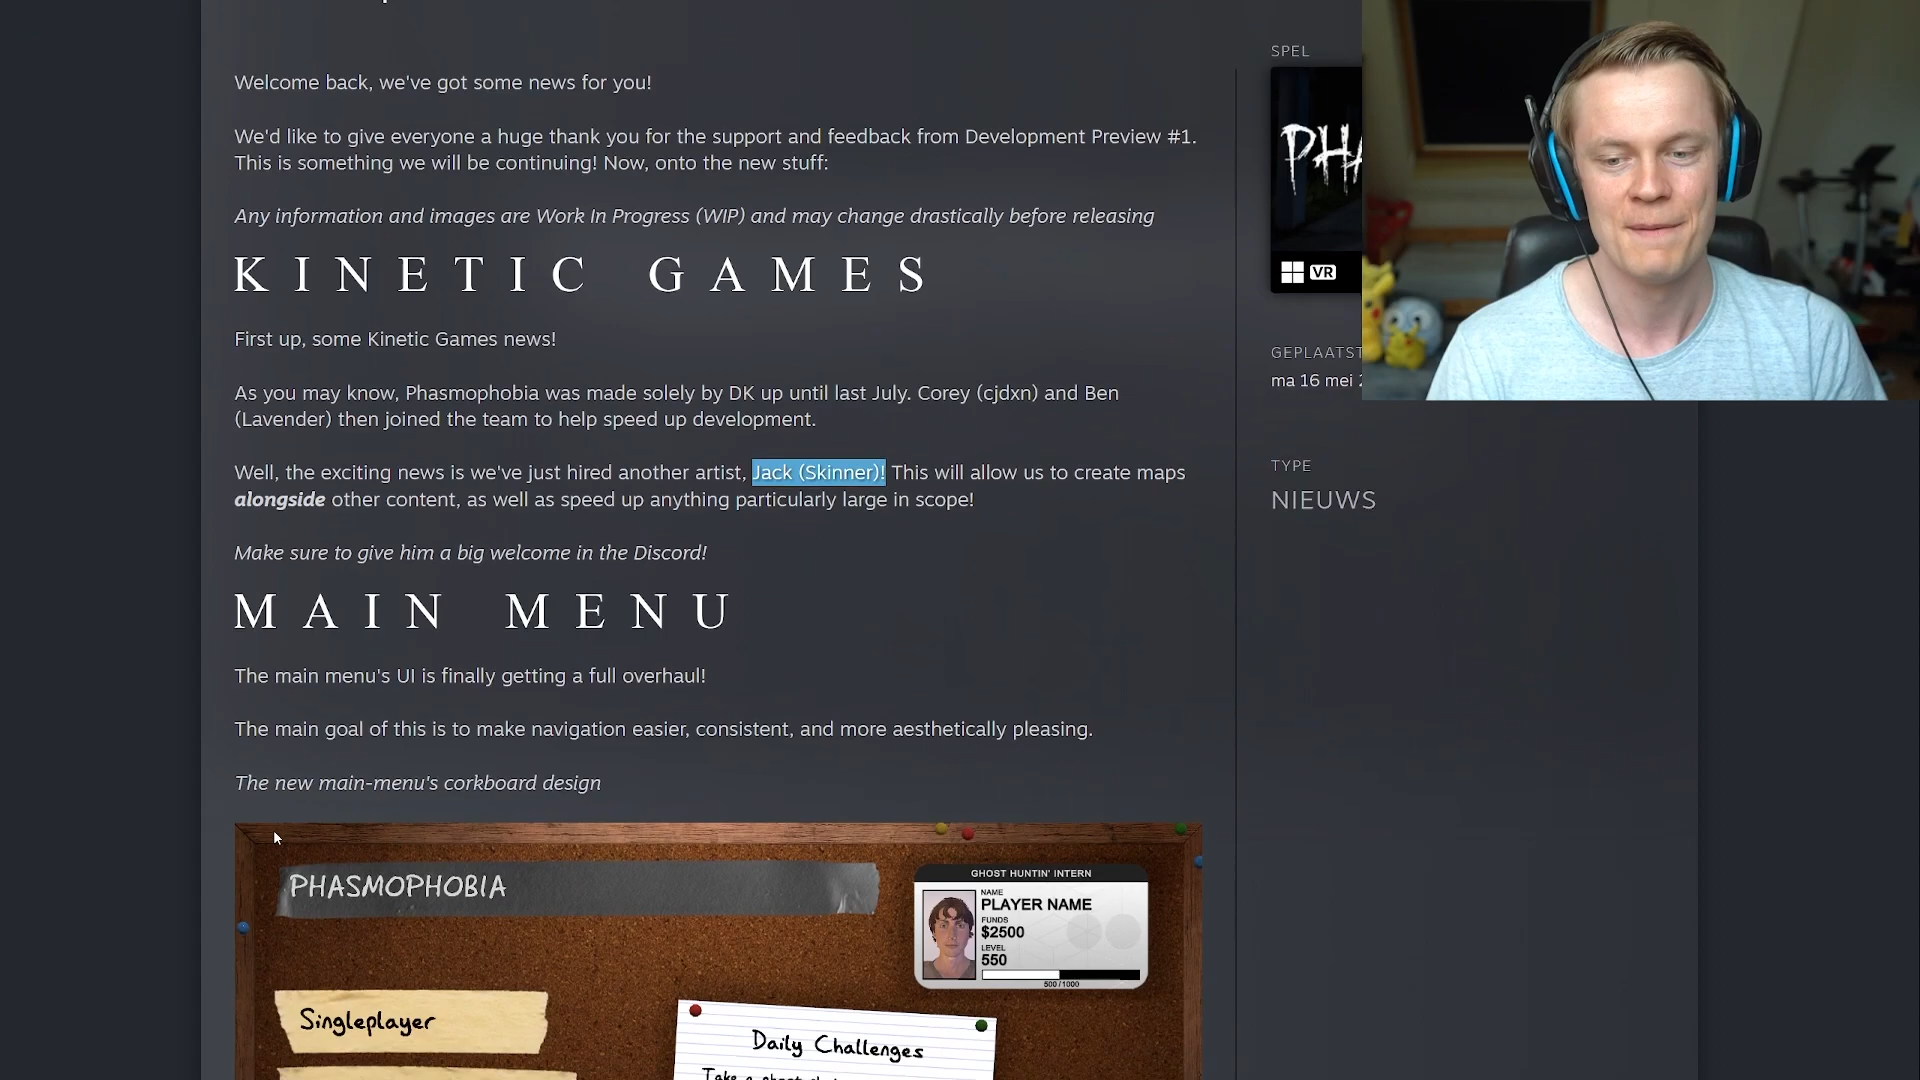 Welcome back, we've got some news for you!
We'd like to give everyone a huge thank you for the support and feedback from Development Preview #1.
This is something we will be continuing! Now, onto the new stuff:
Any information and images are Work In Progress (WIP) and may change drastically before releasing
KINETIC GAMES
First up, some Kinetic Games news!
As you may know, Phasmophobia was made solely by DK up until last July. Corey (cjdxn) and Ben
(Lavender) then joined the team to help speed up development.
Well, the exciting news is we've just hired another artist, Jack (Skinner)! This will allow us to create maps
alongside other content, as well as speed up anything particularly large in scope!
Make sure to give him a big welcome in the Discord!
MAIN MENU
The main menu's UI is finally getting a full overhaul!
The main goal of this is to make navigation easier, consistent, and more aesthetically pleasing.
The new main-menu's corkboard design
PHASMOPHOBIA
GHOST HUNTIN' INTERN
NAME
PLAYER NAME
FUNDS
$2500
LEVEL
550
500/1000
Singleplayer
Daily Challenges
Take a ghost
SPEL
PHA
VR
GEPLAATST
ma 16 mei
TYPE
NIEUWS